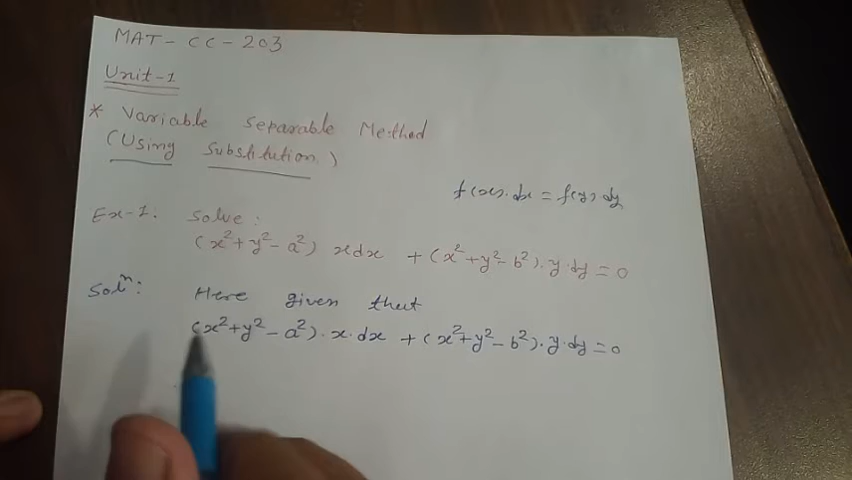 MAT - CC - 203
Unit-1
* Variable Separable Method
(Using Substitution)
f(x).dx = f(y) dy
Ex-1. Solve:
(x²+y²-a²) xdx + (x²+y²-b²).y.dy = 0
Solⁿ: Here given that
(x²+y²-a²).x.dx + (x²+y²-b²).y.dy = 0